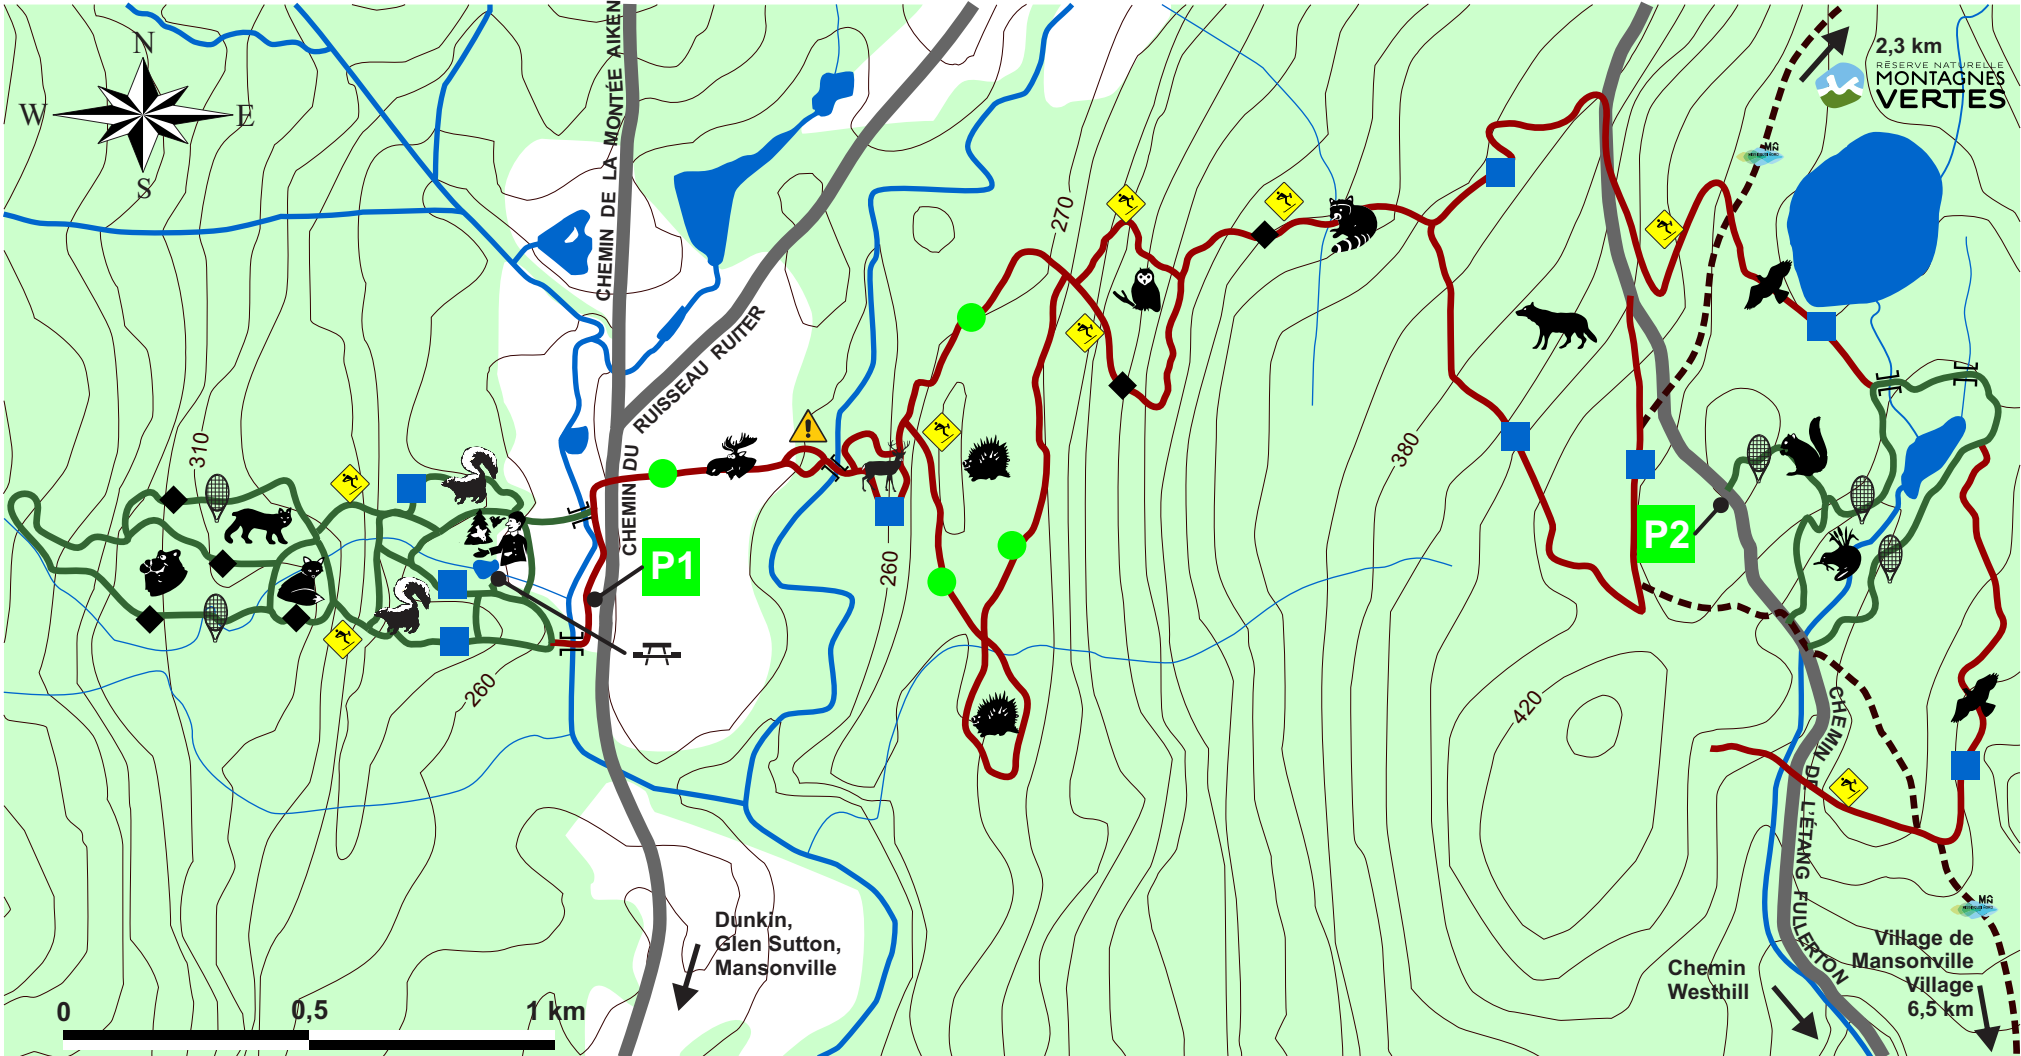 N
W
E
S
2,3 km
RÉSERVE NATURELLE
MONTAGNES
VERTES
CHEMIN DE LA MONTÉE AIKEN
CHEMIN DU RUISSEAU RUITER
270
310
380
260
260
420
P1
P2
CHEMIN DE L'ÉTANG FULLERTON
Dunkin,
Glen Sutton,
Mansonville
Chemin
Westhill
Village de
Mansonville
Village
6,5 km
0
0,5
1 km